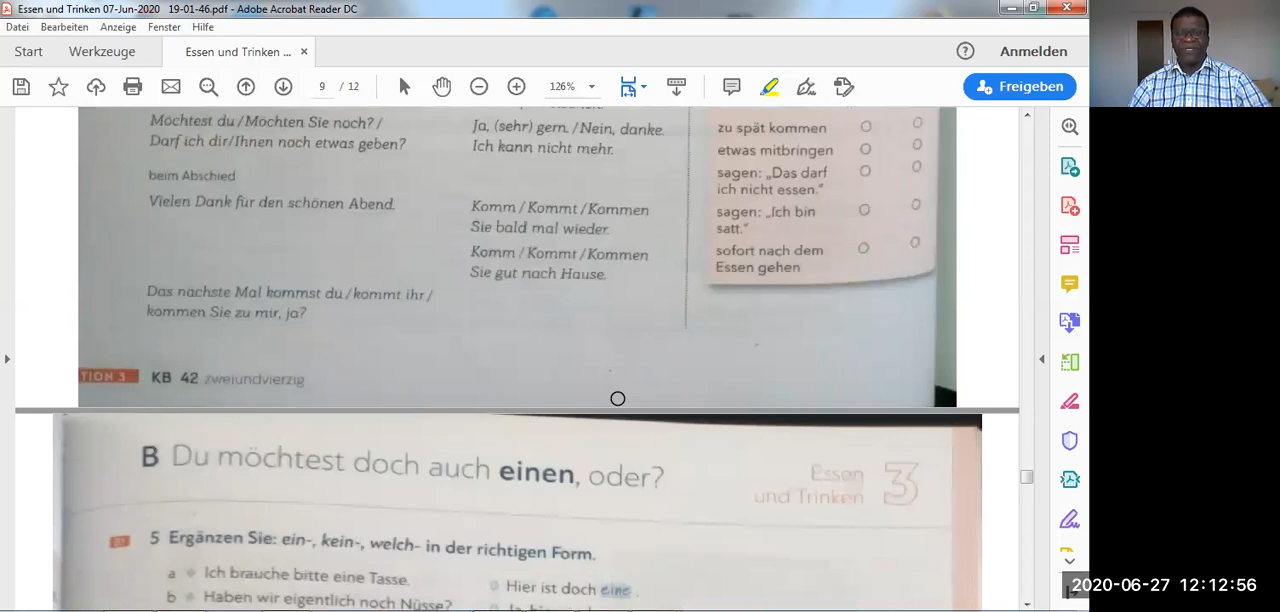 Essen und Trinken 07-Jun-2020 19-01-46.pdf - Adobe Acrobat Reader DC
Datei Bearbeiten Anzeige Fenster Hilfe
Start Werkzeuge Essen und Trinken ... × Anmelden
9 / 12 126% Freigeben
Möchtest du / Möchten Sie noch? /
Darf ich dir/Ihnen noch etwas geben?
Ja, (sehr) gern. / Nein, danke.
Ich kann nicht mehr.
beim Abschied
Vielen Dank für den schönen Abend.
Komm / Kommt / Kommen
Sie bald mal wieder.
Komm / Kommt / Kommen
Sie gut nach Hause.
Das nächste Mal kommst du / kommt ihr /
kommen Sie zu mir, ja?
zu spät kommen
etwas mitbringen
sagen: „Das darf
ich nicht essen.“
sagen: „Ich bin
satt.“
sofort nach dem
Essen gehen
TION 3 KB 42 zweiundvierzig
B Du möchtest doch auch einen, oder?
Essen
und Trinken 3
5 Ergänzen Sie: ein-, kein-, welch- in der richtigen Form.
a Ich brauche bitte eine Tasse. Hier ist doch eine.
b Haben wir eigentlich noch Nüsse?
2020-06-27 12:12:56